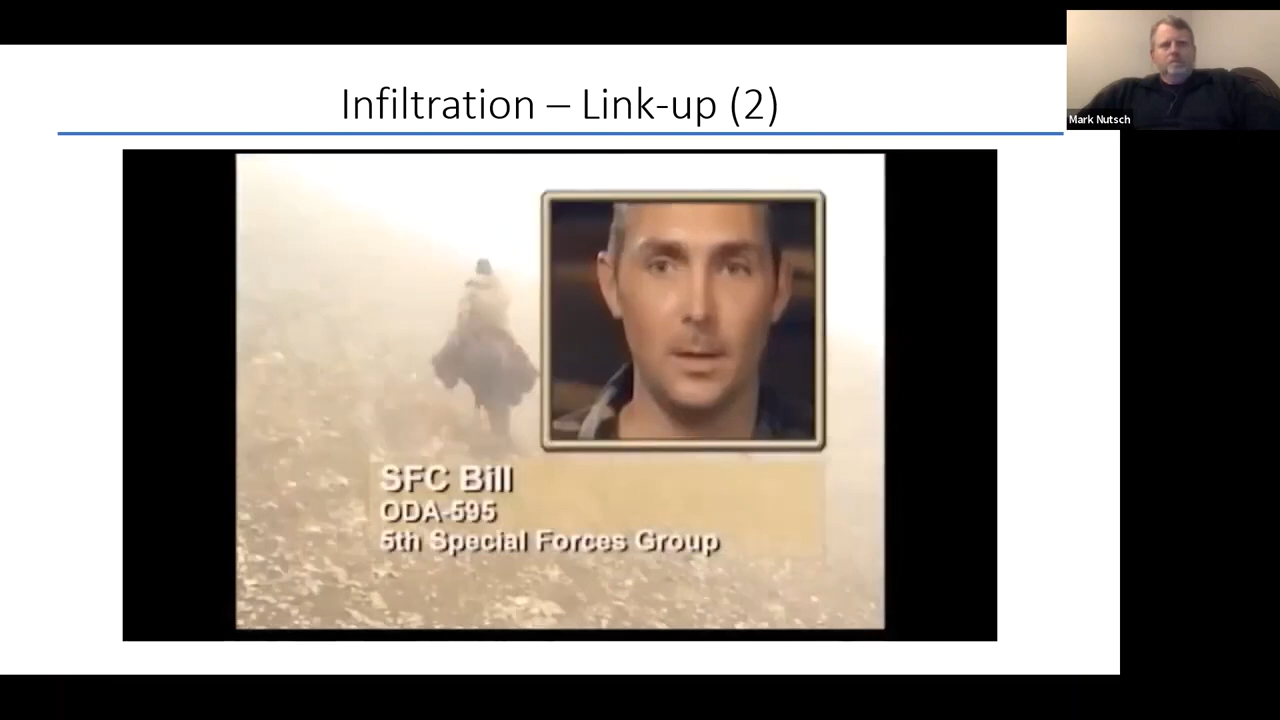 Infiltration – Link-up (2)
Mark Nutsch
SFC Bill
ODA-595
5th Special Forces Group